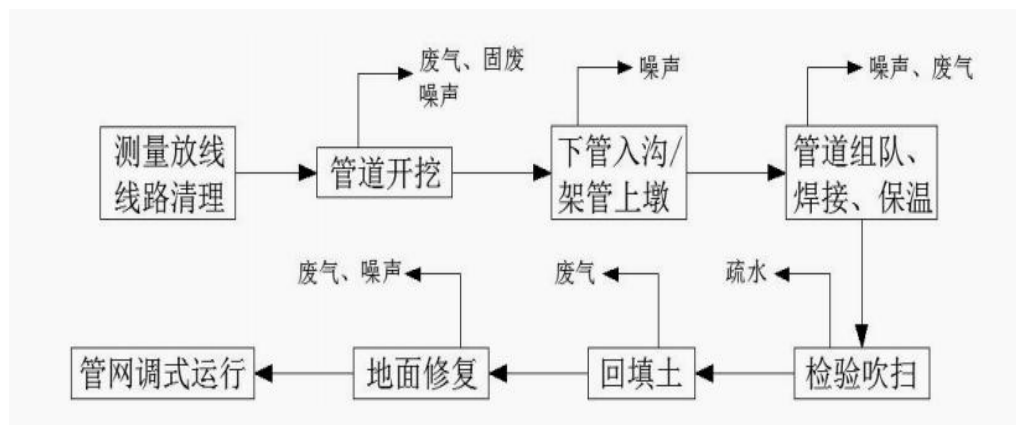 废气、固废
噪声
噪声
噪声、废气
测量放线
线路清理
管道开挖
下管入沟/
架管上墩
管道组队、
焊接、保温
废气、噪声
废气
疏水
管网调式运行
地面修复
回填土
检验吹扫